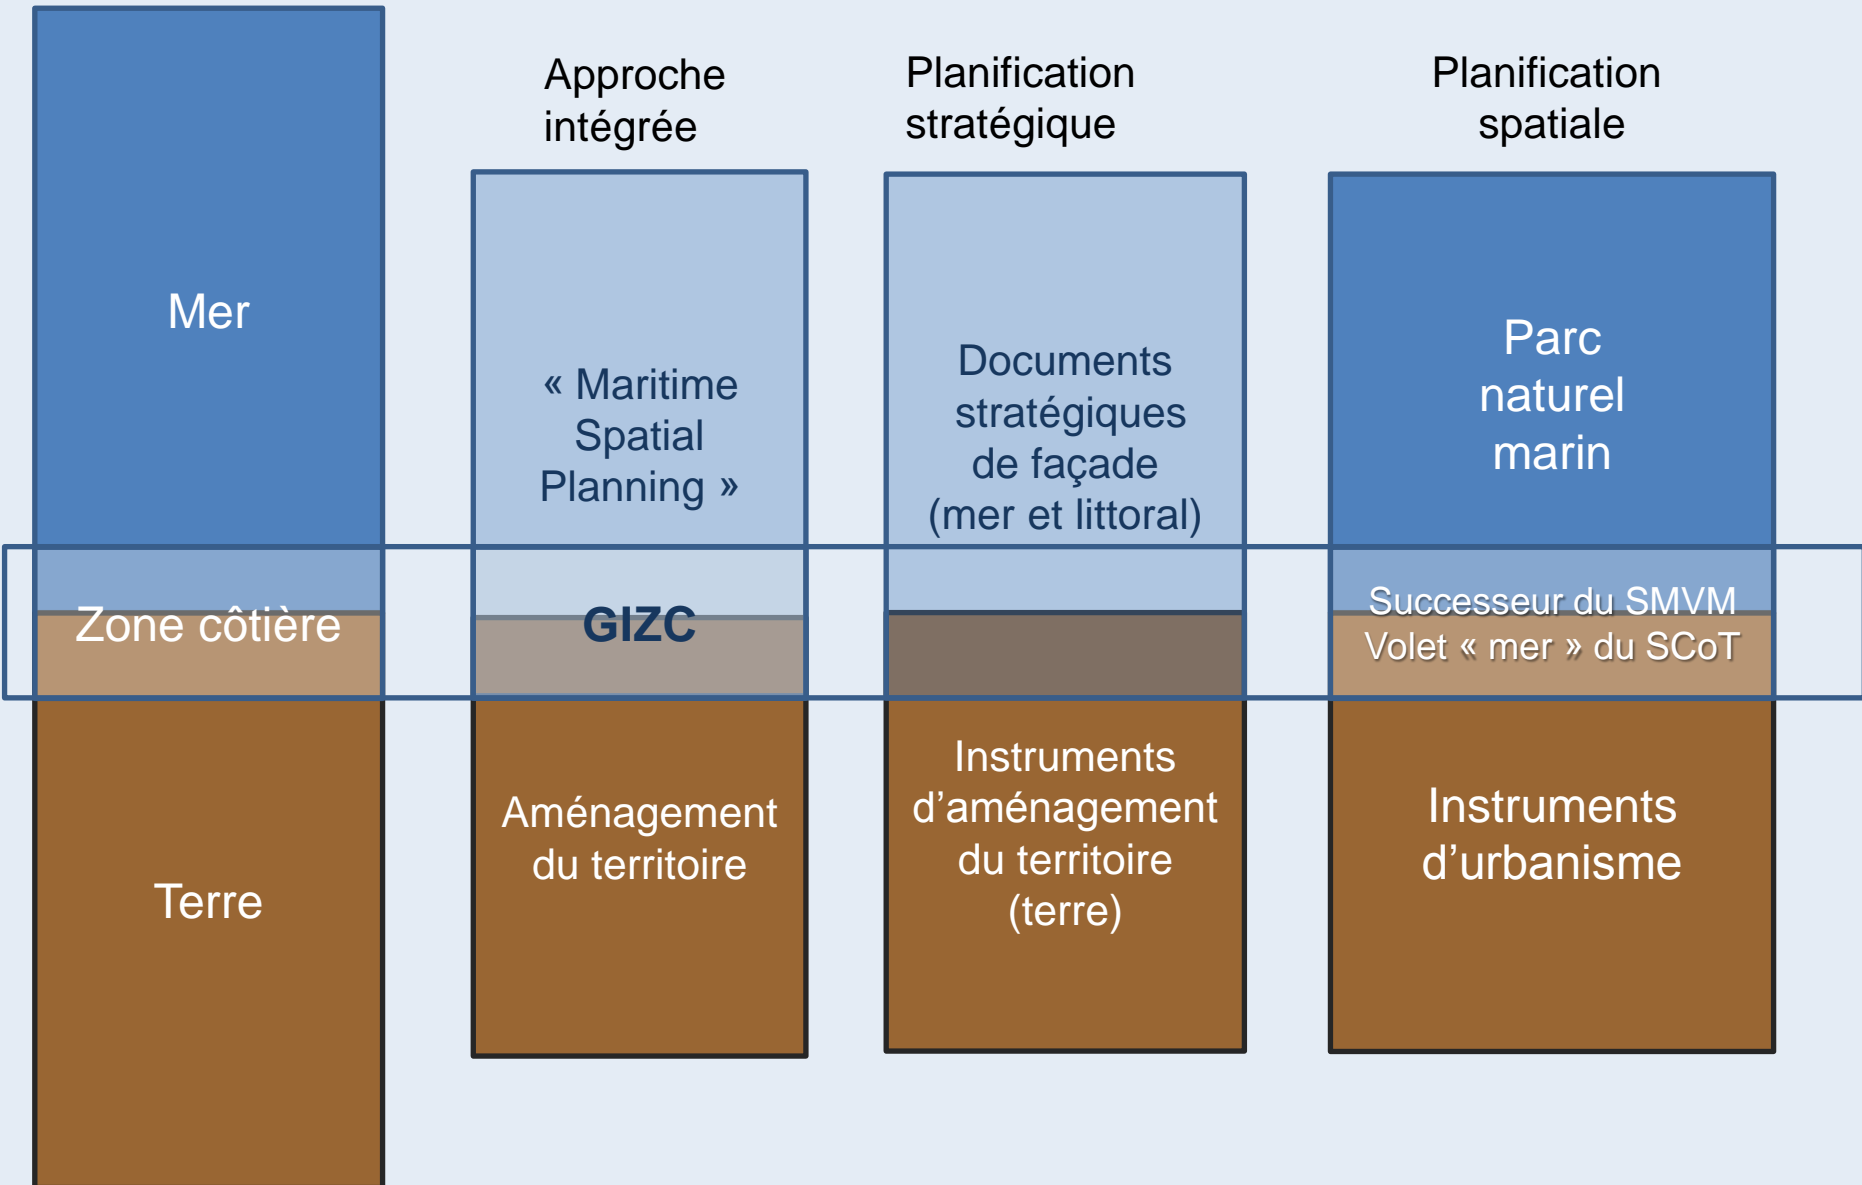 Mer
Zone côtière
Terre
Approche
intégrée
« Maritime
Spatial
Planning »
GIZC
Aménagement
du territoire
Planification
stratégique
Documents
stratégiques
de façade
(mer et littoral)
Instruments
d’aménagement
du territoire
(terre)
Planification
spatiale
Parc
naturel
marin
Successeur du SMVM
Volet « mer » du SCoT
Instruments
d’urbanisme